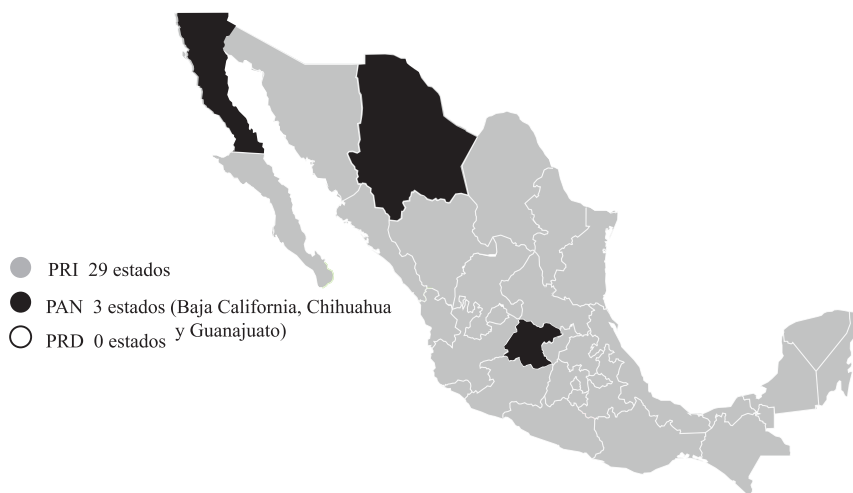 PRI 29 estados
PAN 3 estados (Baja California, Chihuahua
y Guanajuato)
PRD 0 estados